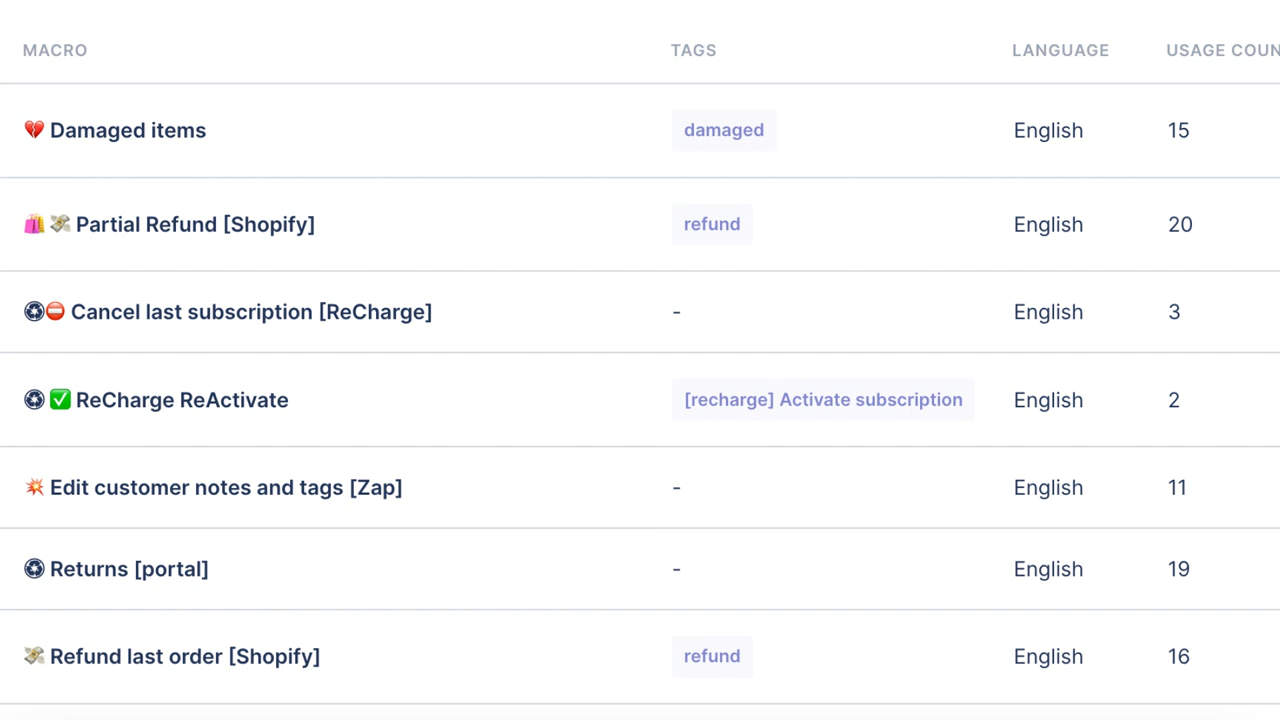 MACRO TAGS LANGUAGE USAGE COUN
💔 Damaged items damaged English 15
🛍️💸 Partial Refund [Shopify] refund English 20
♽⛔ Cancel last subscription [ReCharge] - English 3
♽✅ ReCharge ReActivate [recharge] Activate subscription English 2
💥 Edit customer notes and tags [Zap] - English 11
♽ Returns [portal] - English 19
💸 Refund last order [Shopify] refund English 16